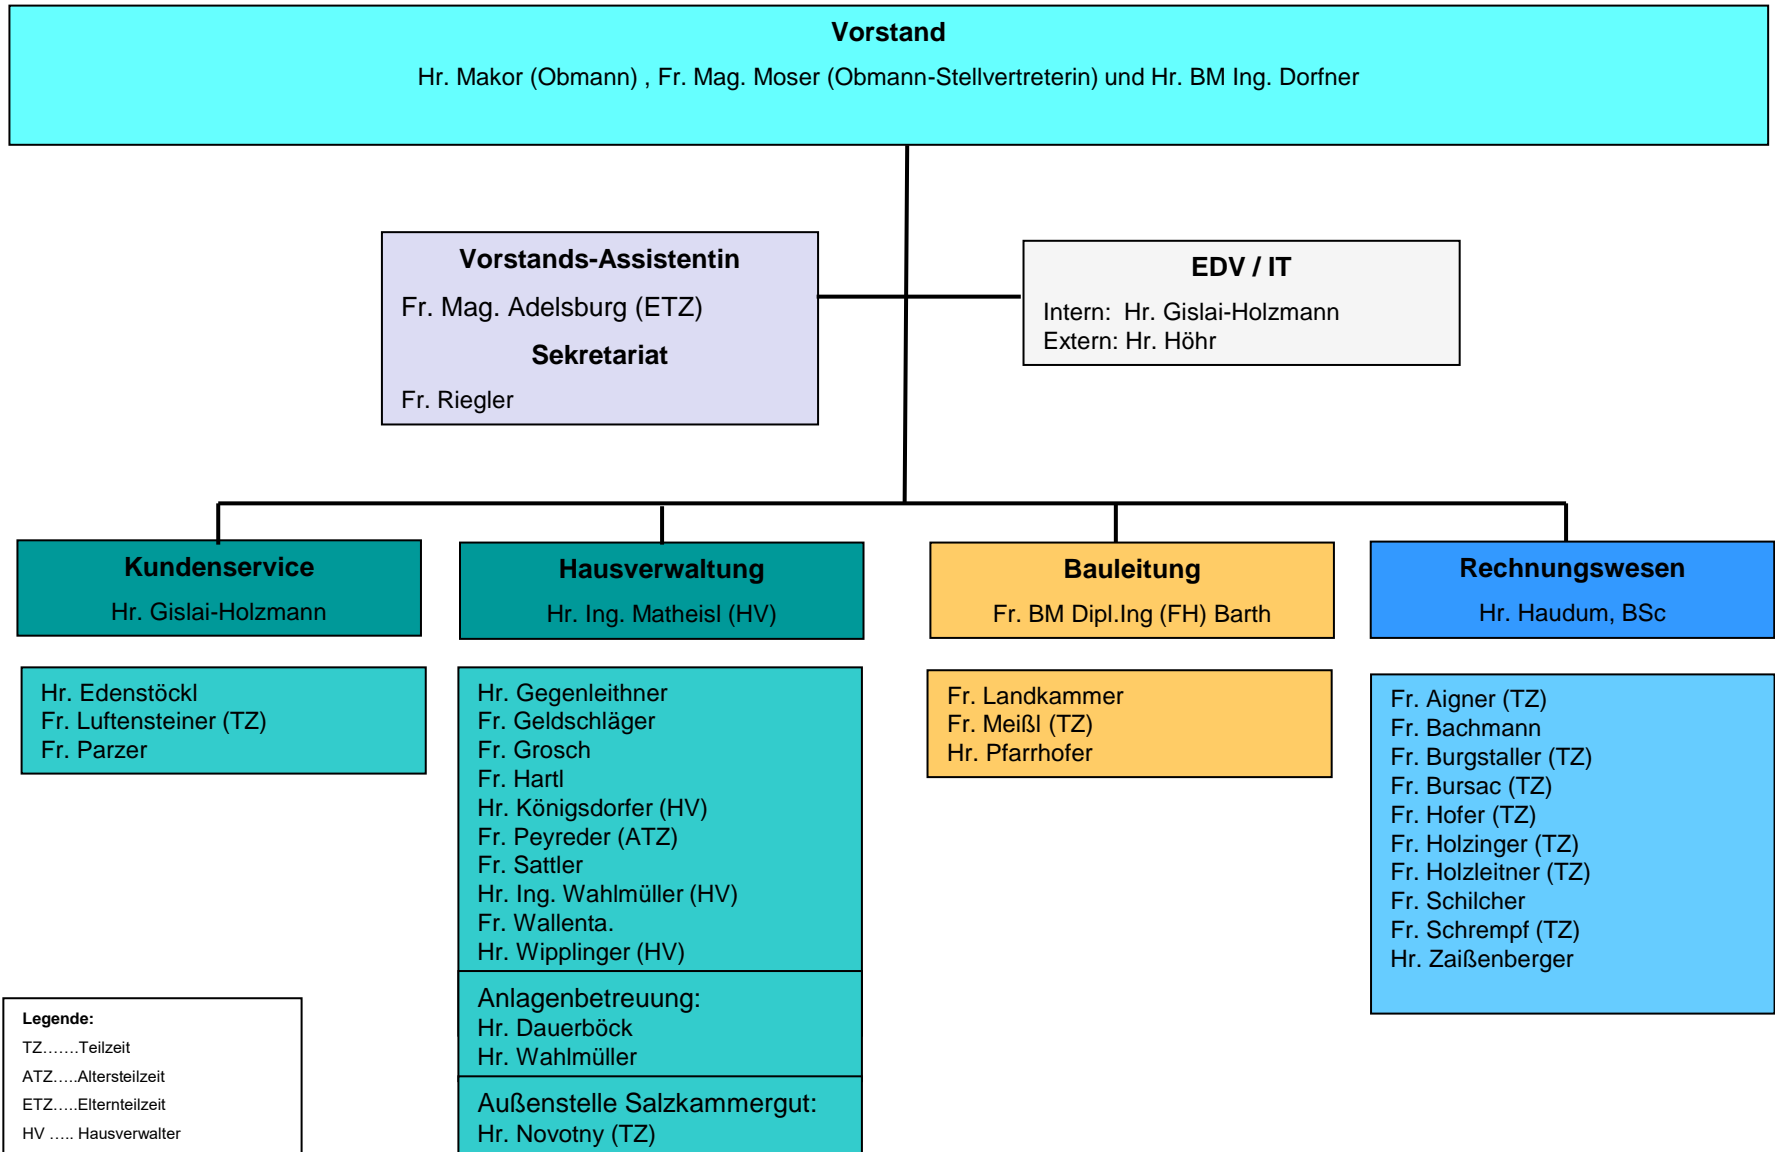 Vorstand
Hr. Makor (Obmann) , Fr. Mag. Moser (Obmann-Stellvertreterin) und Hr. BM Ing. Dorfner
Vorstands-Assistentin
Fr. Mag. Adelsburg (ETZ)
Sekretariat
Fr. Riegler
EDV / IT
Intern: Hr. Gislai-Holzmann
Extern: Hr. Höhr
Kundenservice
Hr. Gislai-Holzmann
Hr. Edenstöckl
Fr. Luftensteiner (TZ)
Fr. Parzer
Hausverwaltung
Hr. Ing. Matheisl (HV)
Hr. Gegenleithner
Fr. Geldschläger
Fr. Grosch
Fr. Hartl
Hr. Königsdorfer (HV)
Fr. Peyreder (ATZ)
Fr. Sattler
Hr. Ing. Wahlmüller (HV)
Fr. Wallenta.
Hr. Wipplinger (HV)
Anlagenbetreuung:
Hr. Dauerböck
Hr. Wahlmüller
Außenstelle Salzkammergut:
Hr. Novotny (TZ)
Bauleitung
Fr. BM Dipl.Ing (FH) Barth
Fr. Landkammer
Fr. Meißl (TZ)
Hr. Pfarrhofer
Rechnungswesen
Hr. Haudum, BSc
Fr. Aigner (TZ)
Fr. Bachmann
Fr. Burgstaller (TZ)
Fr. Bursac (TZ)
Fr. Hofer (TZ)
Fr. Holzinger (TZ)
Fr. Holzleitner (TZ)
Fr. Schilcher
Fr. Schrempf (TZ)
Hr. Zaißenberger
Legende:
TZ.……Teilzeit
ATZ…..Altersteilzeit
ETZ…..Elternteilzeit
HV ….. Hausverwalter